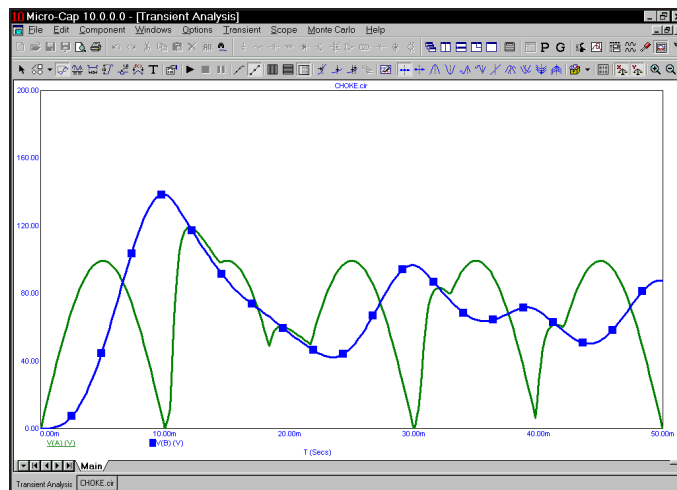 Micro-Cap 10.0.0.0 - [Transient Analysis]
File Edit Component Windows Options Transient Scope Monte Carlo Help
P G
T
CHOKE.cir
200.00
160.00
120.00
80.00
40.00
0.00
0.00m 10.00m 20.00m 30.00m 40.00m 50.00m
V(A) (V) V(B) (V)
T (Secs)
Main
Transient Analysis CHOKE.cir